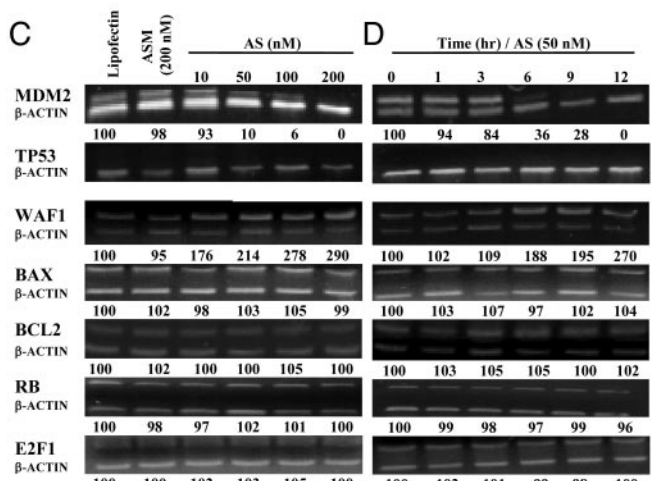 C
Lipofectin
ASM
(200 nM)
AS (nM)
10 50 100 200
D
Time (hr) / AS (50 nM)
0 1 3 6 9 12
MDM2
β-ACTIN
100 98 93 10 6 0
100 94 84 36 28 0
TP53
β-ACTIN
WAF1
β-ACTIN
100 95 176 214 278 290
100 102 109 188 195 270
BAX
β-ACTIN
100 102 98 103 105 99
100 103 107 97 102 104
BCL2
β-ACTIN
100 102 100 100 105 100
100 103 105 105 100 102
RB
β-ACTIN
100 98 97 102 101 100
100 99 98 97 99 96
E2F1
β-ACTIN